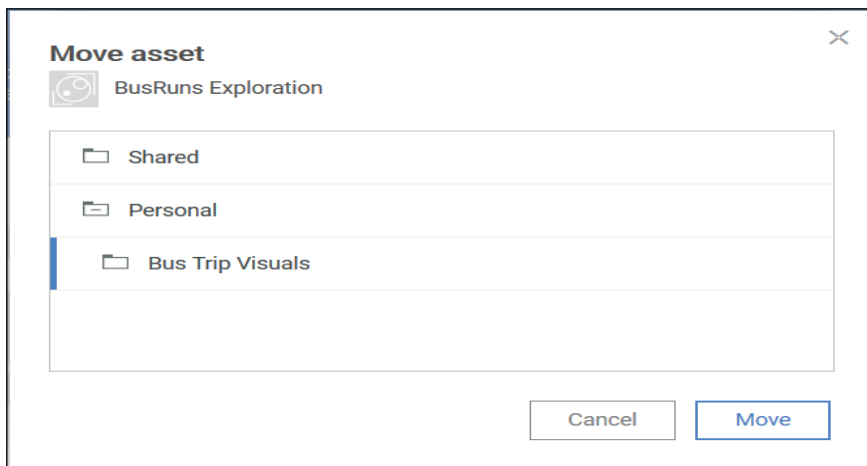 Move asset
BusRuns Exploration
Shared
Personal
Bus Trip Visuals
Cancel
Move